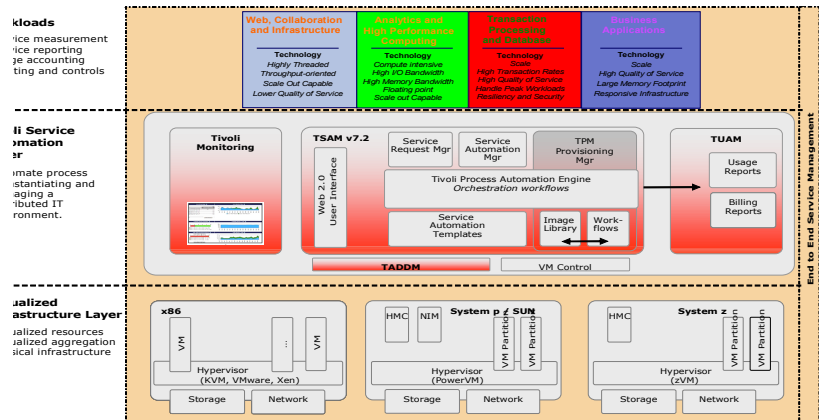 kloads
ice measurement
ice reporting
ge accounting
ting and controls
Web, Collaboration
and Infrastructure
Technology
Highly Threaded
Throughput-oriented
Scale Out Capable
Lower Quality of Service
Analytics and
High Performance
Computing
Technology
Compute Intensive
High I/O Bandwidth
High Memory Bandwidth
Floating point
Scale out Capable
Transaction
Processing
and Database
Technology
Scale
High Transaction Rates
High Quality of Service
Handle Peak Workloads
Resiliency and Security
Business
Applications
Technology
Scale
High Quality of Service
Large Memory Footprint
Responsive Infrastructure
li Service
omation
er
omate process
stantiating and
aging a
ributed IT
ronment.
Tivoli
Monitoring
TSAM v7.2
Web 2.0
User Interface
Service
Request Mgr
Service
Automation
Mgr
TPM
Provisioning
Mgr
Tivoli Process Automation Engine
Orchestration workflows
Service
Automation
Templates
Image
Library
Work-
flows
TUAM
Usage
Reports
Billing
Reports
TADDM
VM Control
End to End Service Management
ualized
astructure Layer
ualized resources
ualized aggregation
sical infrastructure
x86
VM
...
VM
Hypervisor
(KVM, VMware, Xen)
Storage
Network
System p / SUN
HMC
NIM
VM Partition
VM Partition
Hypervisor
(PowerVM)
Storage
Network
System z
HMC
VM Partition
VM Partition
Hypervisor
(zVM)
Storage
Network